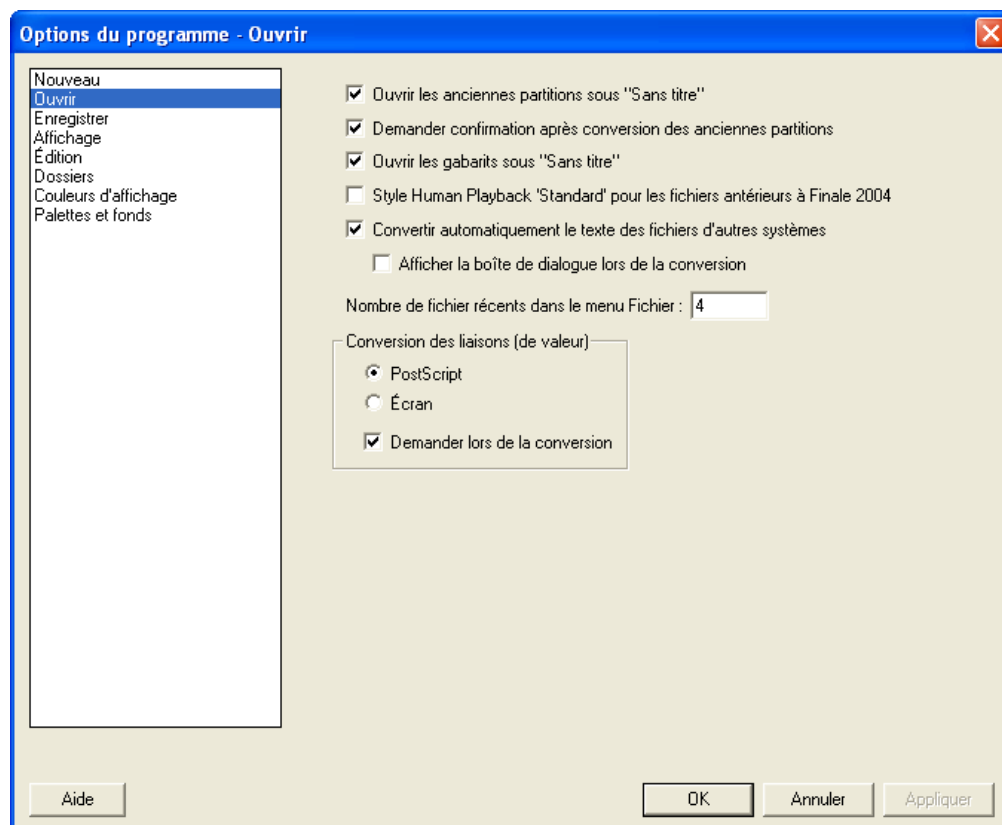 Options du programme - Ouvrir
Nouveau
Ouvrir
Enregistrer
Affichage
Édition
Dossiers
Couleurs d'affichage
Palettes et fonds
Ouvrir les anciennes partitions sous "Sans titre"
Demander confirmation après conversion des anciennes partitions
Ouvrir les gabarits sous "Sans titre"
Style Human Playback 'Standard' pour les fichiers antérieurs à Finale 2004
Convertir automatiquement le texte des fichiers d'autres systèmes
Afficher la boîte de dialogue lors de la conversion
Nombre de fichier récents dans le menu Fichier : 4
Conversion des liaisons (de valeur)
PostScript
Écran
Demander lors de la conversion
Aide
OK
Annuler
Appliquer